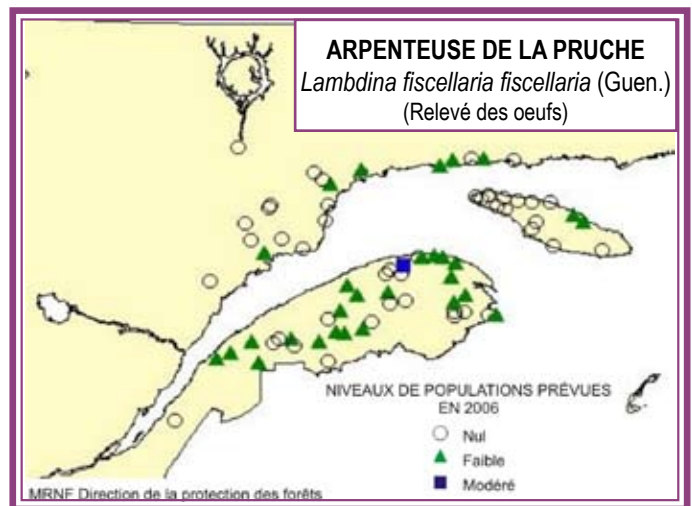 ARPENTEUSE DE LA PRUCHE
Lambdina fiscellaria fiscellaria (Guen.)
(Relevé des oeufs)
NIVEAUX DE POPULATIONS PRÉVUES
EN 2006
Nul
Faible
Modéré
MRNF Direction de la protection des forêts